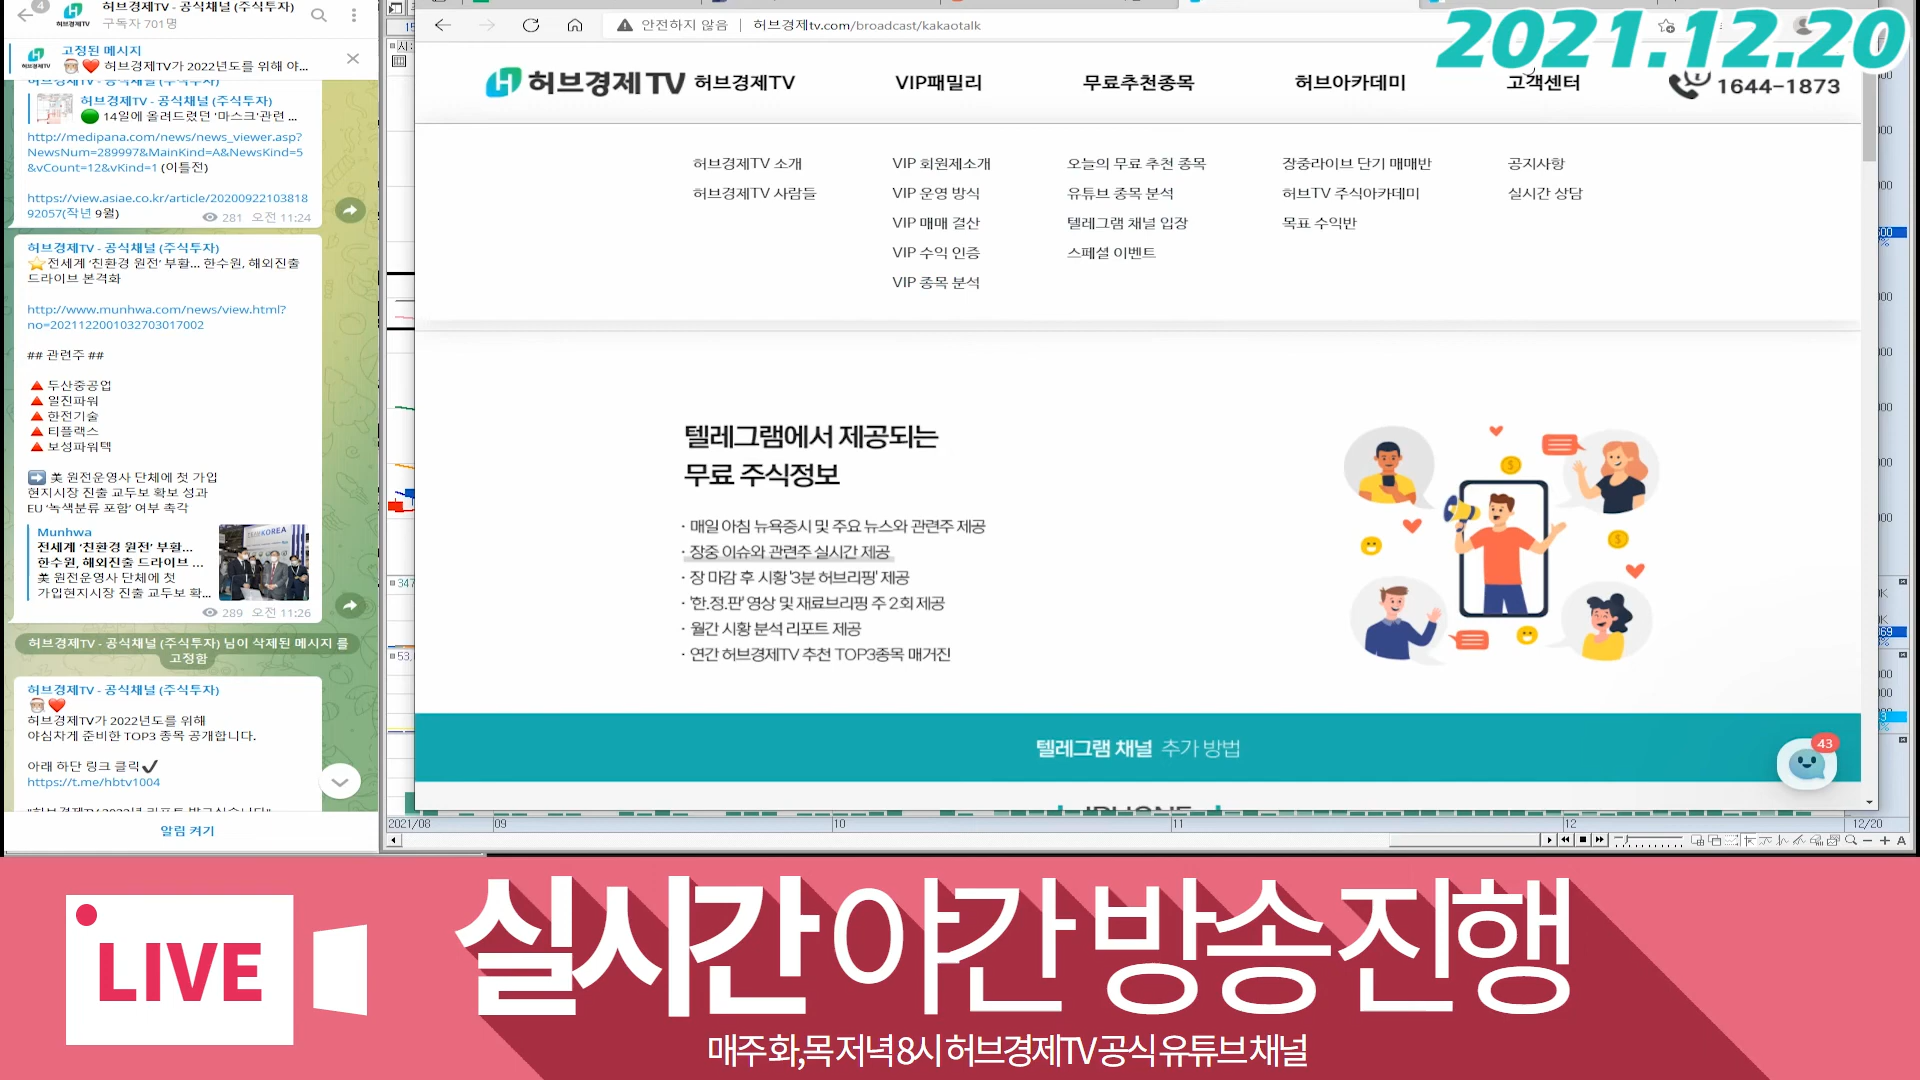 4
허브경제TV - 공식채널 (주식투자)
구독자 701명
고정된 메시지
허브경제TV가 2022년도를 위해 야...
허브경제TV - 공식채널 (주식투자)
허브경제TV - 공식채널 (주식투자)
14일에 올려드렸던 '마스크'관련 ...
http://medipana.com/news/news_viewer.asp?
NewsNum=289997&MainKind=A&NewsKind=5
&vCount=12&vKind=1 (이틀전)
https://view.asiae.co.kr/article/20200922103818
92057(작년 9월)
281 오전 11:24
허브경제TV - 공식채널 (주식투자)
전세계 ‘친환경 원전’ 부활... 한수원, 해외진출
드라이브 본격화
http://www.munhwa.com/news/view.html?
no=2021122001032703017002
## 관련주 ##
두산중공업
일진파워
한전기술
티플랙스
보성파워텍
美 원전운영사 단체에 첫 가입
현지시장 진출 교두보 확보 성과
EU ‘녹색분류 포함’ 여부 촉각
Munhwa
전세계 ‘친환경 원전’ 부활...
한수원, 해외진출 드라이브 ...
美 원전운영사 단체에 첫
가입현지시장 진출 교두보 확...
289 오전 11:26
허브경제TV - 공식채널 (주식투자) 님이 삭제된 메시지 를
고정함
허브경제TV - 공식채널 (주식투자)
허브경제TV가 2022년도를 위해
야심차게 준비한 TOP3 종목 공개합니다.
아래 하단 링크 클릭
https://t.me/hbtv1004
알림 켜기
안전하지 않음
허브경제tv.com/broadcast/kakaotalk
2021.12.20
허브경제TV
허브경제TV
VIP패밀리
무료추천종목
허브아카데미
고객센터
1644-1873
허브경제TV 소개
VIP 회원제소개
오늘의 무료 추천 종목
장중라이브 단기 매매반
공지사항
허브경제TV 사람들
VIP 운영 방식
유튜브 종목 분석
허브TV 주식아카데미
실시간 상담
VIP 매매 결산
텔레그램 채널 입장
목표 수익반
VIP 수익 인증
스페셜 이벤트
VIP 종목 분석
텔레그램에서 제공되는
무료 주식정보
· 매일 아침 뉴욕증시 및 주요 뉴스와 관련주 제공
· 장중 이슈와 관련주 실시간 제공
· 장 마감 후 시황 '3분 허브리핑' 제공
· '한.정.판' 영상 및 재료브리핑 주 2회 제공
· 월간 시황 분석 리포트 제공
· 연간 허브경제TV 추천 TOP3종목 매거진
텔레그램 채널 추가 방법
43
2021/08
09
10
11
12
12/20
LIVE
실시간 야간 방송 진행
매주 화,목 저녁 8시 허브경제TV 공식 유튜브 채널